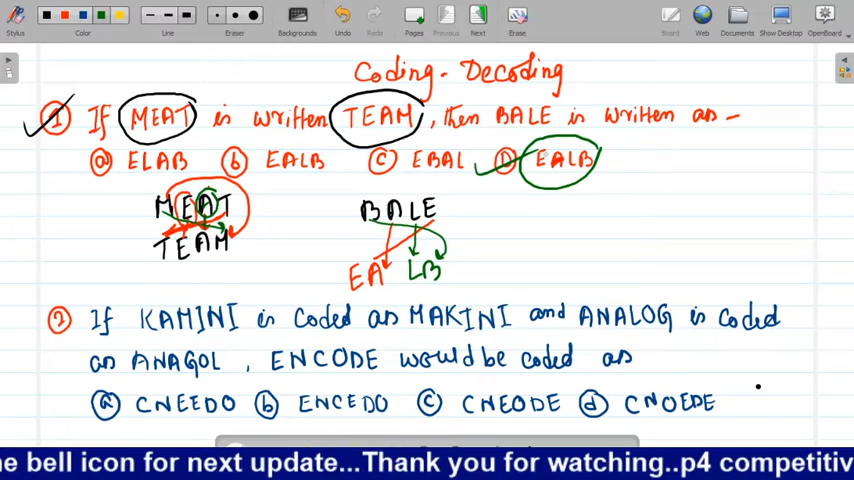 Stylus Color Line Eraser Backgrounds Undo Redo Pages Previous Next Erase Board Web Documents Show Desktop OpenBoard
Coding - Decoding
① If MEAT is written TEAM, then BALE is written as -
ⓐ ELAB ⓑ EALB ⓒ EBAL ⓓ EALB
MEAT BALE
TEAM EA LB
② If KAMINI is coded as MAKINI and ANALOG is coded
as ANAGOL, ENCODE would be coded as
ⓐ CNEEDO ⓑ ENCEDO ⓒ CNEODE ⓓ CNOEDE
he bell icon for next update...Thank you for watching..p4 competitiv